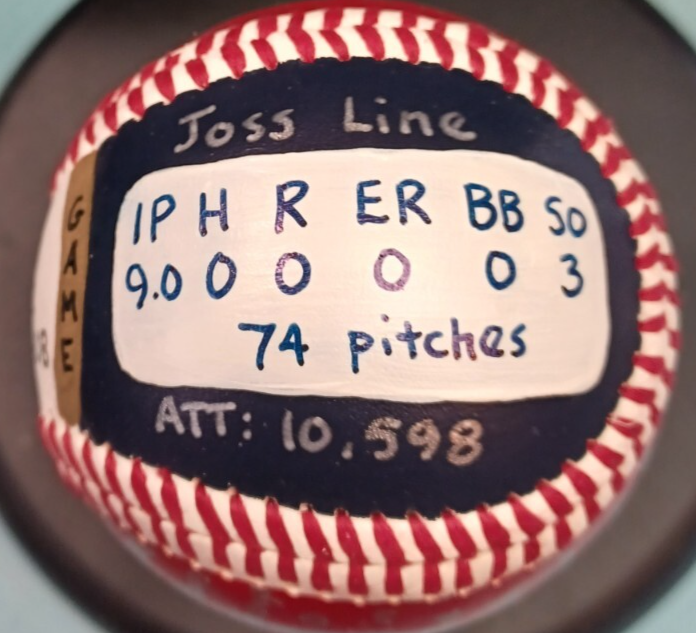 Joss Line
GAME
IP H R ER BB SO
9.0 0 0 0 0 3
74 pitches
ATT: 10,598